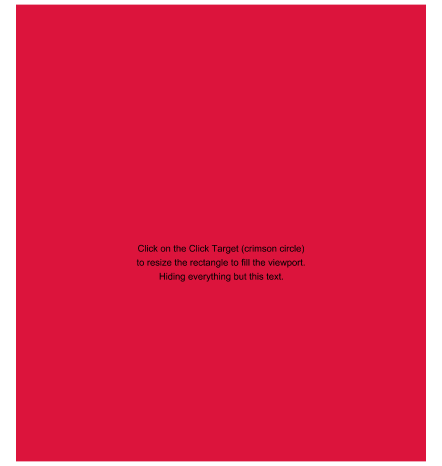 Click on the Click Target (crimson circle)
to resize the rectangle to fill the viewport.
Hiding everything but this text.